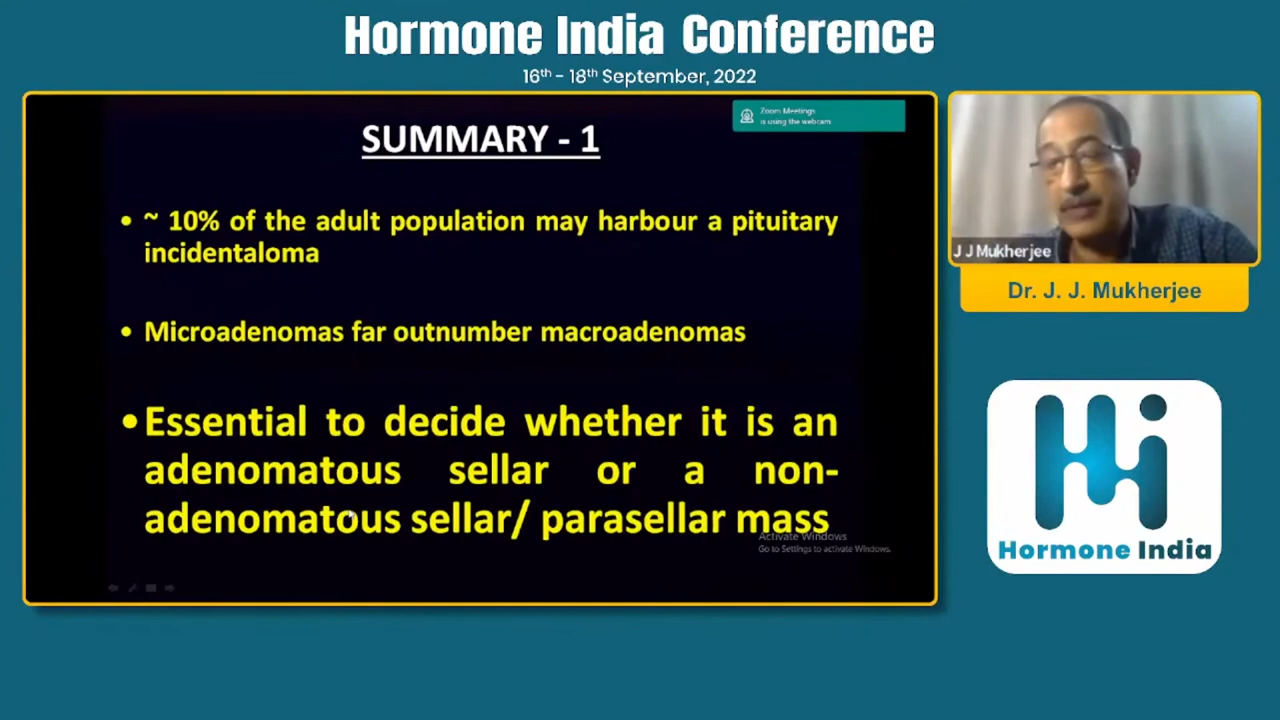 Hormone India Conference
16th - 18th September, 2022
Zoom Meetings
is using the webcam
SUMMARY - 1
• ~ 10% of the adult population may harbour a pituitary
incidentaloma
• Microadenomas far outnumber macroadenomas
• Essential to decide whether it is an
adenomatous sellar or a non-
adenomatous sellar/ parasellar mass
Activate Windows
Go to Settings to activate Windows.
J J Mukherjee
Dr. J. J. Mukherjee
Hi
Hormone India